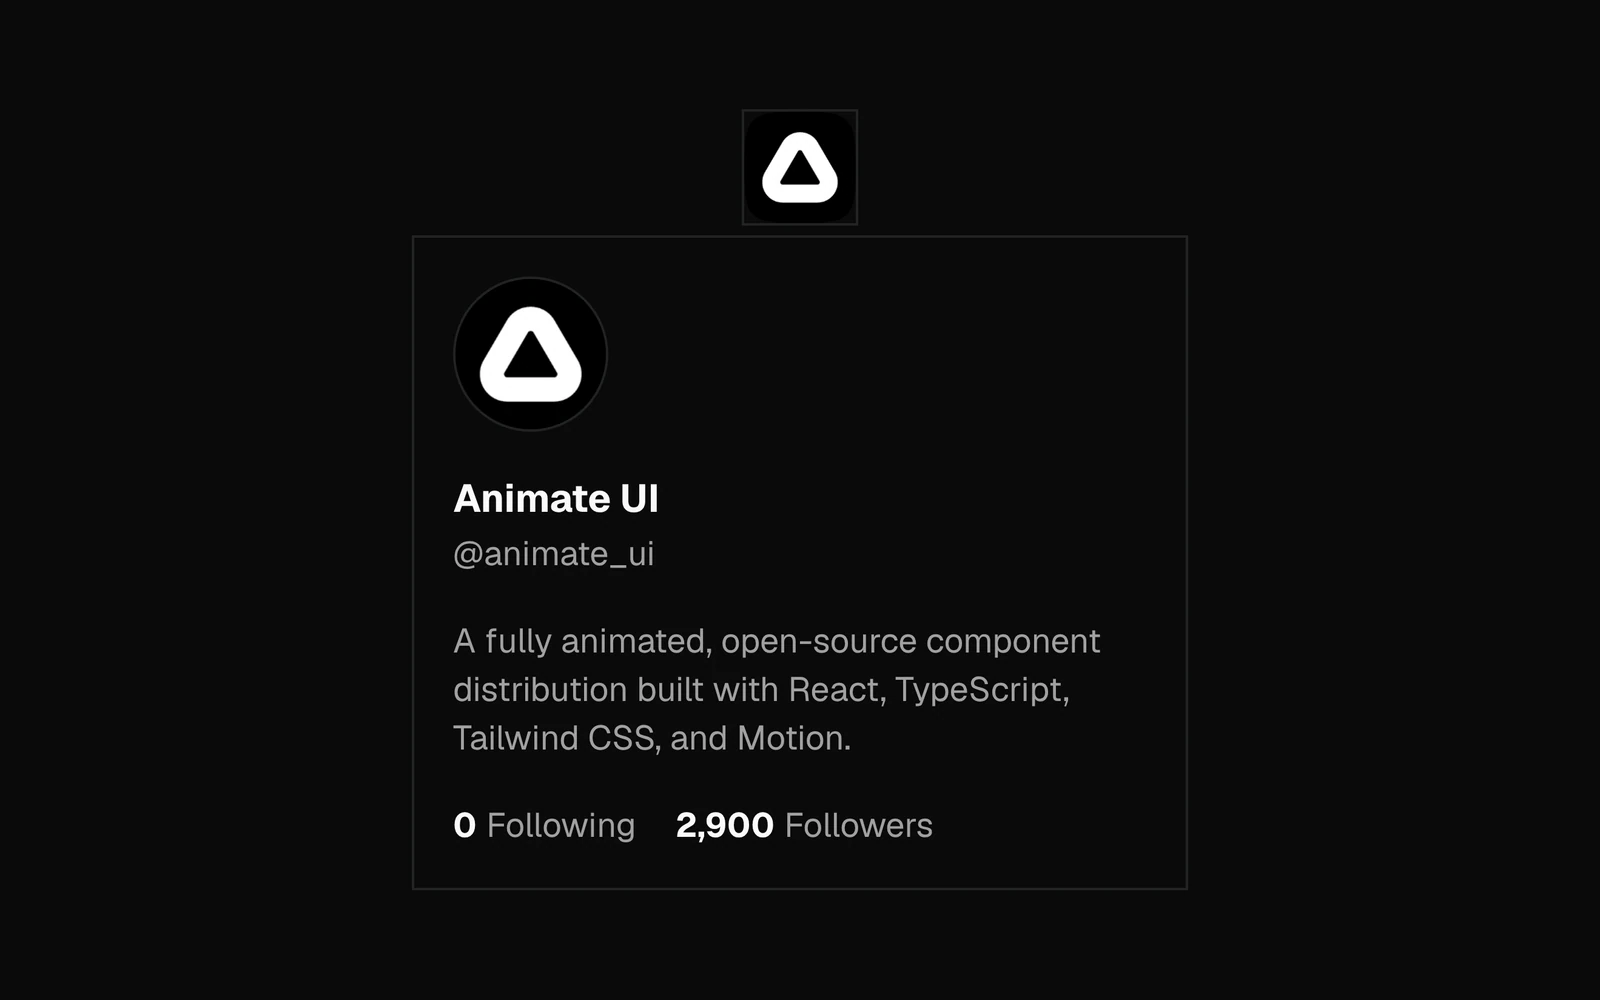 Animate UI
@animate_ui
A fully animated, open-source component
distribution built with React, TypeScript,
Tailwind CSS, and Motion.
0 Following 2,900 Followers